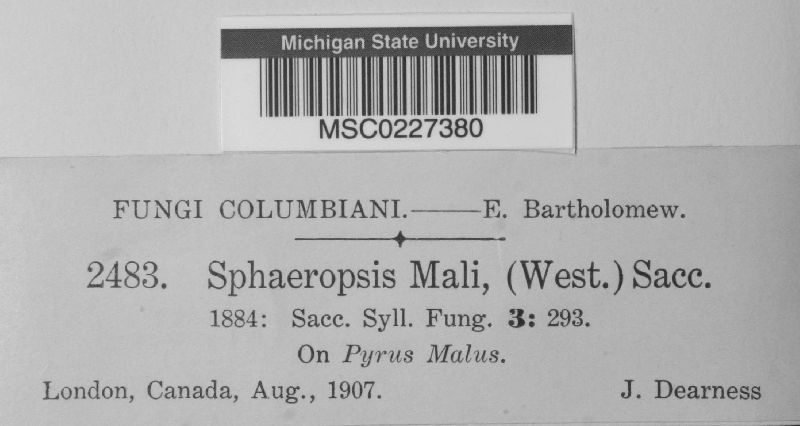 Michigan State University
MSC0227380
FUNGI COLUMBIANI.——E. Bartholomew.
2483. Sphaeropsis Mali, (West.) Sacc.
1884: Sacc. Syll. Fung. 3: 293.
On Pyrus Malus.
London, Canada, Aug., 1907. J. Dearness